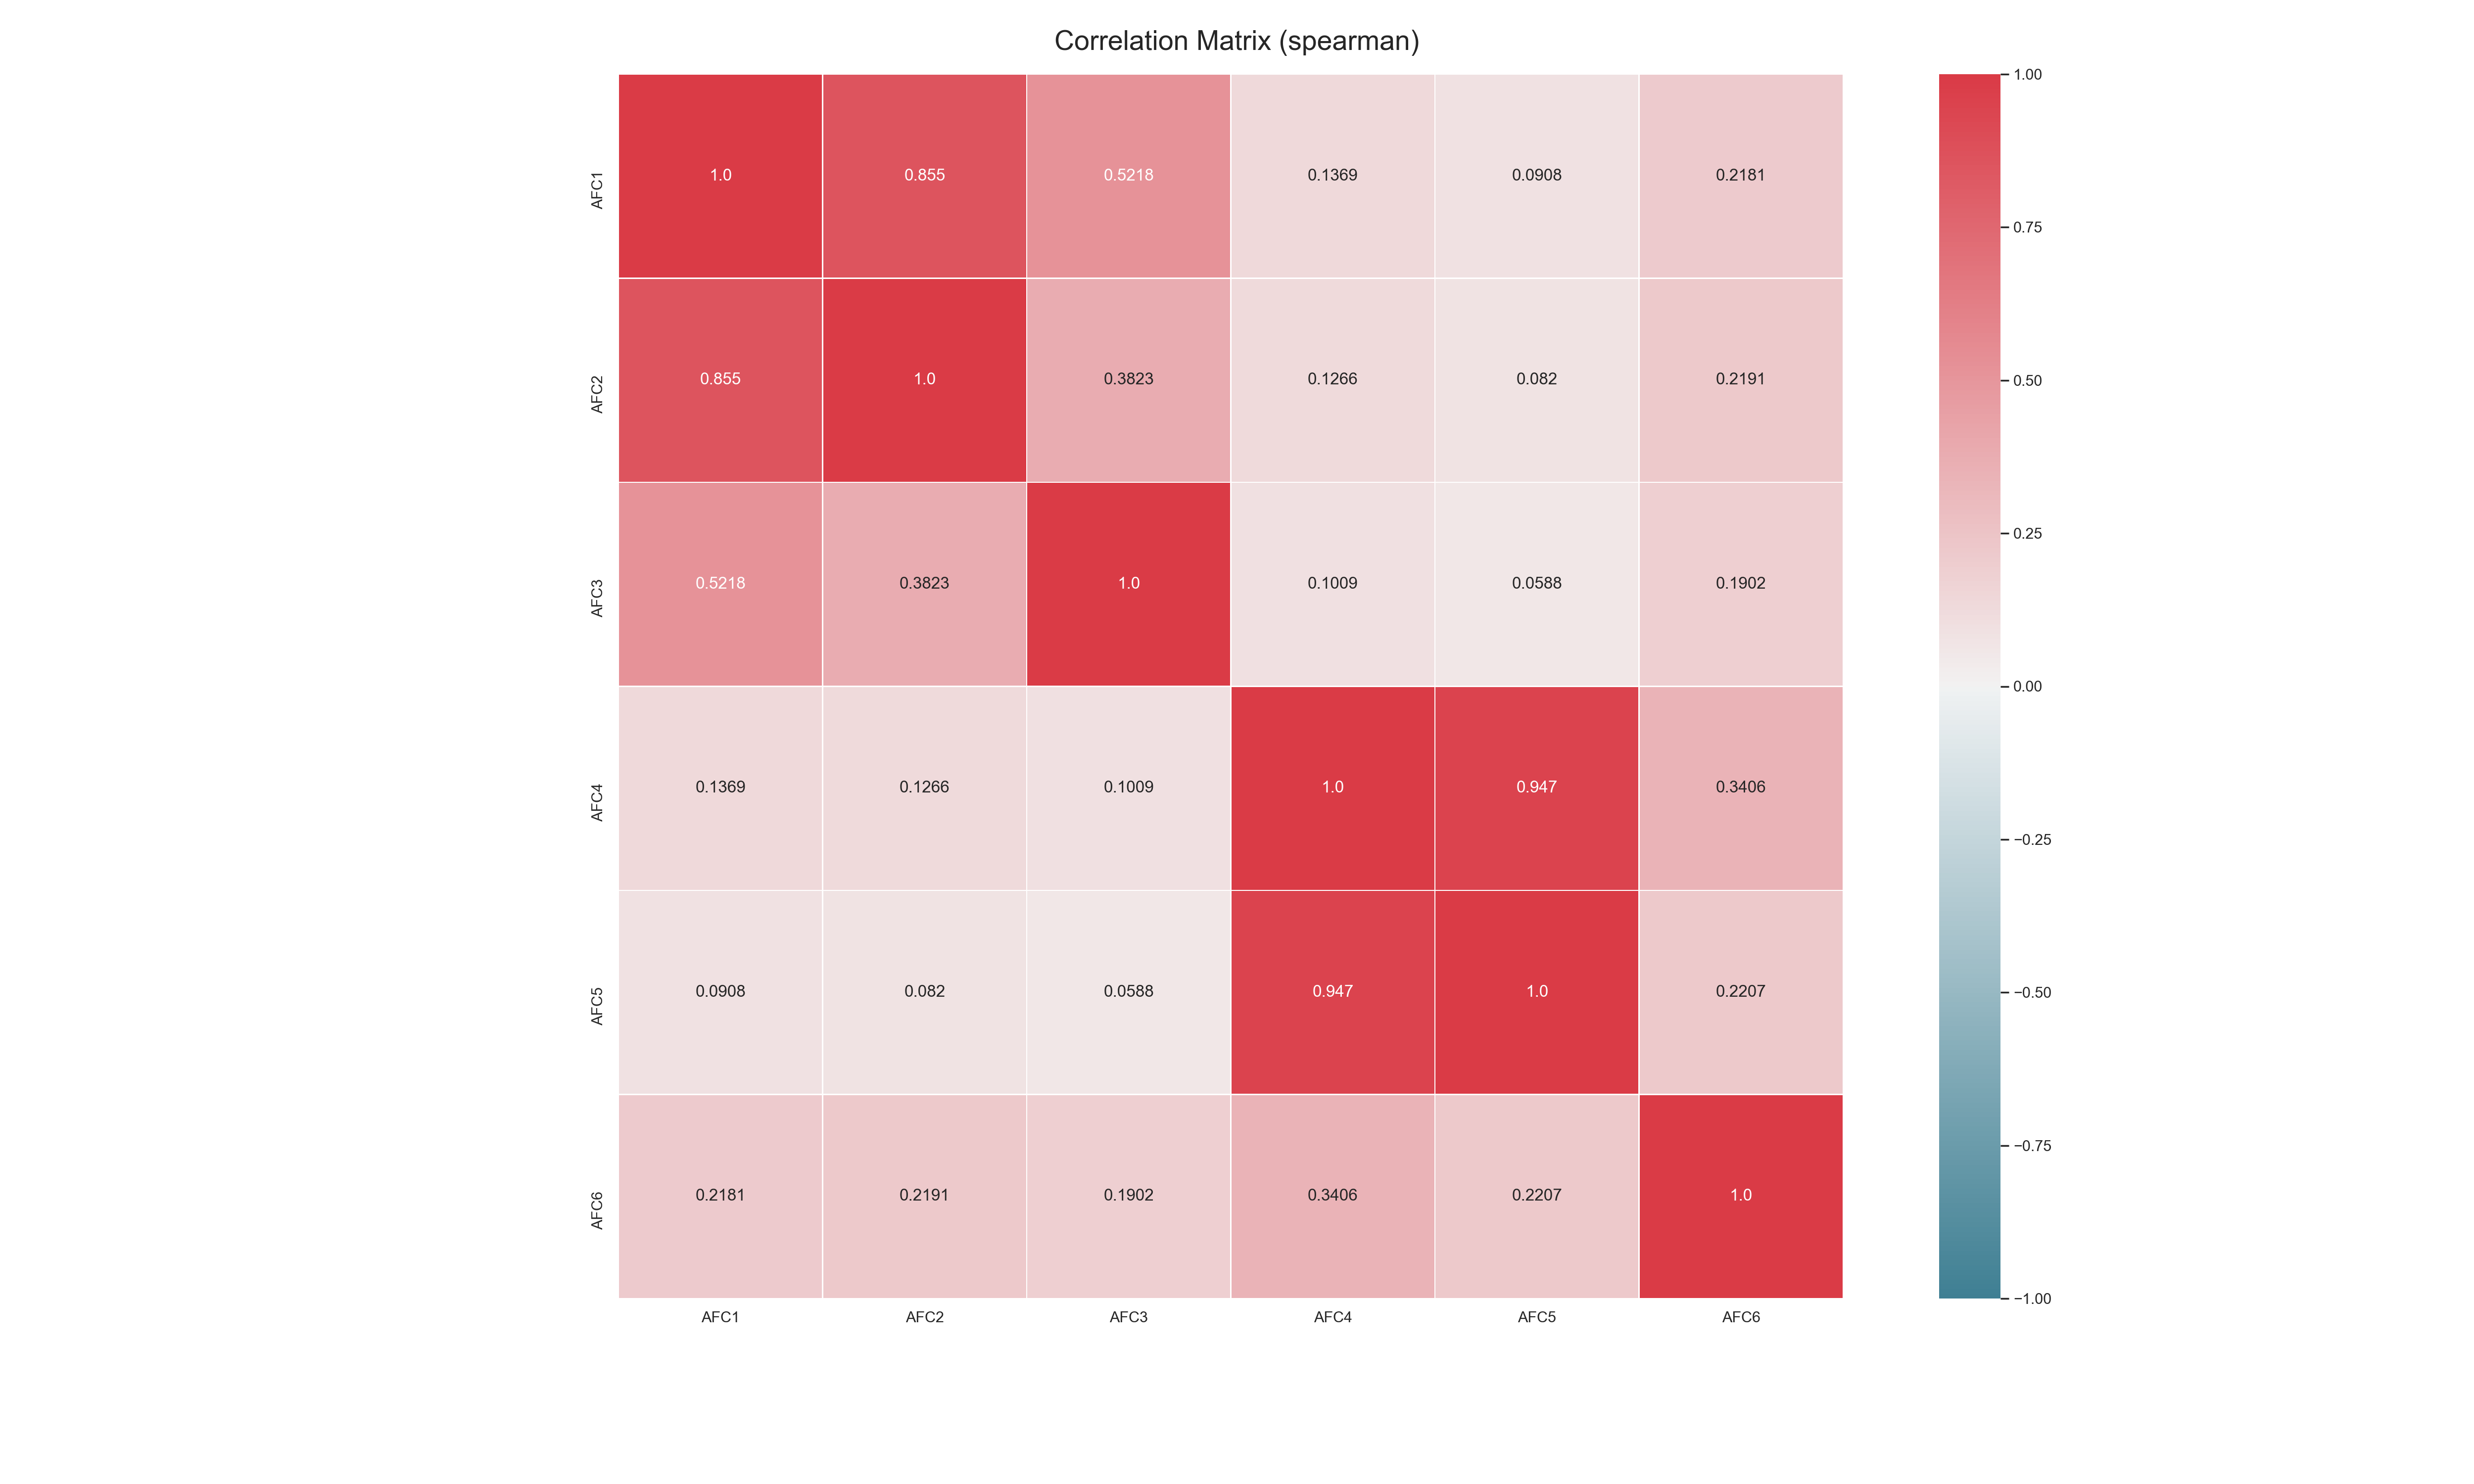 Correlation Matrix (spearman)
AFC1 1.0 0.855 0.5218 0.1369 0.0908 0.2181
AFC2 0.855 1.0 0.3823 0.1266 0.082 0.2191
AFC3 0.5218 0.3823 1.0 0.1009 0.0588 0.1902
AFC4 0.1369 0.1266 0.1009 1.0 0.947 0.3406
AFC5 0.0908 0.082 0.0588 0.947 1.0 0.2207
AFC6 0.2181 0.2191 0.1902 0.3406 0.2207 1.0
AFC1 AFC2 AFC3 AFC4 AFC5 AFC6
1.00
0.75
0.50
0.25
0.00
−0.25
−0.50
−0.75
−1.00